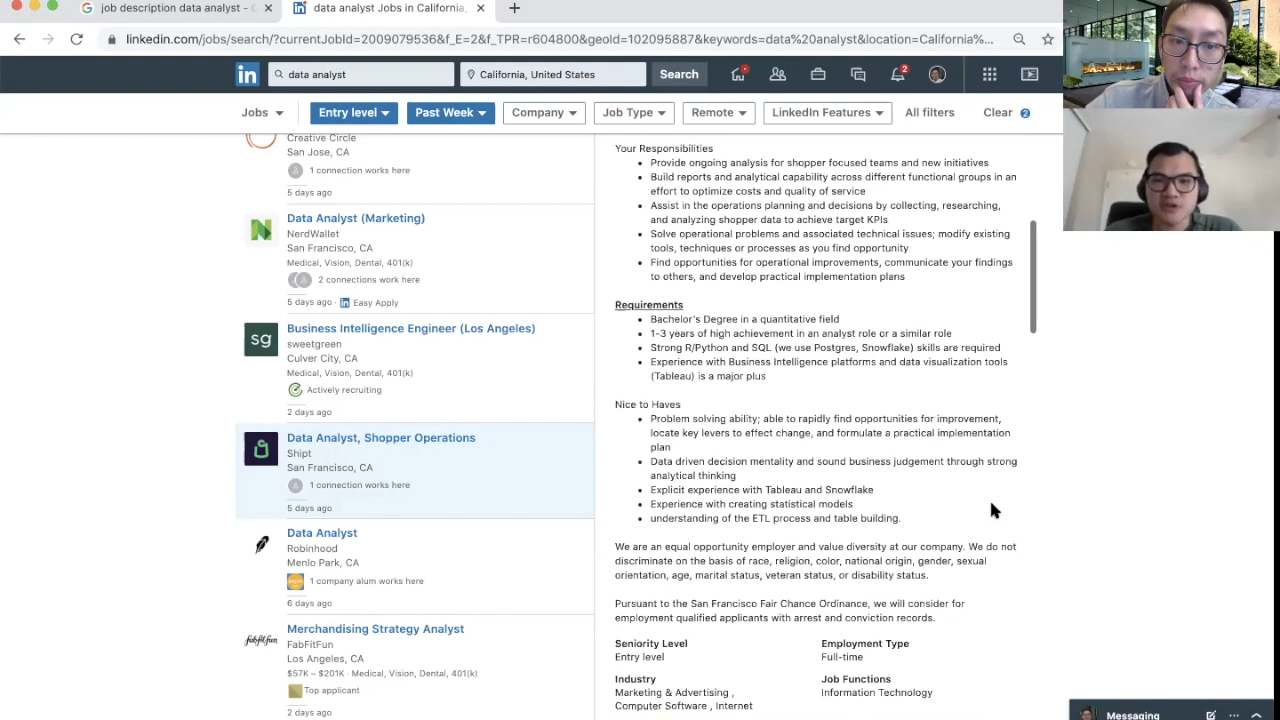 job description data analyst -
data analyst Jobs in California,
linkedin.com/jobs/search/?currentJobId=2009079536&f_E=2&f_TPR=r604800&geoId=102095887&keywords=data%20analyst&location=California%...
in
data analyst
California, United States
Search
2
Jobs
Entry level
Past Week
Company
Job Type
Remote
LinkedIn Features
All filters
Clear 2
Creative Circle
San Jose, CA
1 connection works here
5 days ago
Data Analyst (Marketing)
NerdWallet
San Francisco, CA
Medical, Vision, Dental, 401(k)
2 connections work here
5 days ago · in Easy Apply
sg
Business Intelligence Engineer (Los Angeles)
sweetgreen
Culver City, CA
Medical, Vision, Dental, 401(k)
Actively recruiting
2 days ago
Data Analyst, Shopper Operations
Shipt
San Francisco, CA
1 connection works here
5 days ago
Data Analyst
Robinhood
Menlo Park, CA
1 company alum works here
6 days ago
fabfitfun
Merchandising Strategy Analyst
FabFitFun
Los Angeles, CA
$57K – $201K · Medical, Vision, Dental, 401(k)
Top applicant
2 days ago
Your Responsibilities
Provide ongoing analysis for shopper focused teams and new initiatives
Build reports and analytical capability across different functional groups in an
effort to optimize costs and quality of service
Assist in the operations planning and decisions by collecting, researching,
and analyzing shopper data to achieve target KPIs
Solve operational problems and associated technical issues; modify existing
tools, techniques or processes as you find opportunity
Find opportunities for operational improvements, communicate your findings
to others, and develop practical implementation plans
Requirements
Bachelor's Degree in a quantitative field
1-3 years of high achievement in an analyst role or a similar role
Strong R/Python and SQL (we use Postgres, Snowflake) skills are required
Experience with Business Intelligence platforms and data visualization tools
(Tableau) is a major plus
Nice to Haves
Problem solving ability; able to rapidly find opportunities for improvement,
locate key levers to effect change, and formulate a practical implementation
plan
Data driven decision mentality and sound business judgement through strong
analytical thinking
Explicit experience with Tableau and Snowflake
Experience with creating statistical models
understanding of the ETL process and table building.
We are an equal opportunity employer and value diversity at our company. We do not
discriminate on the basis of race, religion, color, national origin, gender, sexual
orientation, age, marital status, veteran status, or disability status.
Pursuant to the San Francisco Fair Chance Ordinance, we will consider for
employment qualified applicants with arrest and conviction records.
Seniority Level
Entry level
Employment Type
Full-time
Industry
Marketing & Advertising ,
Computer Software , Internet
Job Functions
Information Technology
Messaging